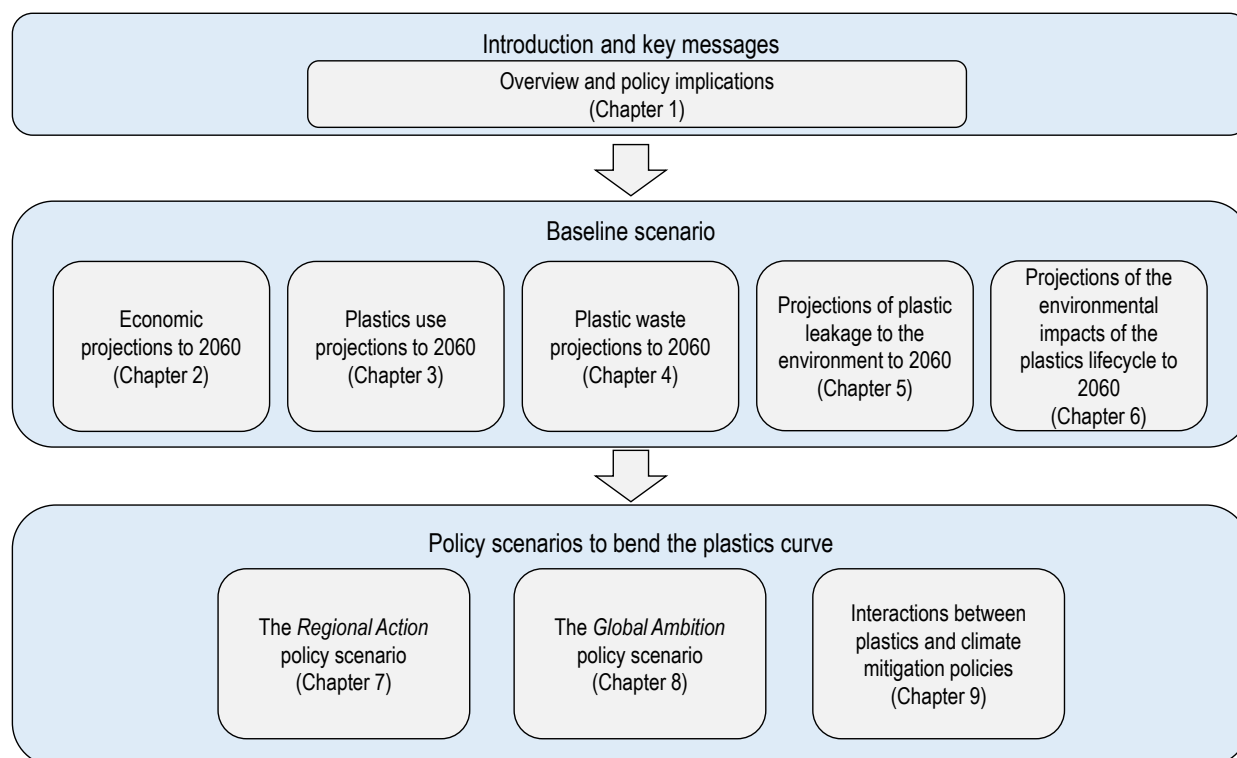 Introduction and key messages
Overview and policy implications
(Chapter 1)
Baseline scenario
Economic
projections to 2060
(Chapter 2)
Plastics use
projections to 2060
(Chapter 3)
Plastic waste
projections to 2060
(Chapter 4)
Projections of plastic
leakage to the
environment to 2060
(Chapter 5)
Projections of the
environmental
impacts of the
plastics lifecycle to
2060
(Chapter 6)
Policy scenarios to bend the plastics curve
The Regional Action
policy scenario
(Chapter 7)
The Global Ambition
policy scenario
(Chapter 8)
Interactions between
plastics and climate
mitigation policies
(Chapter 9)